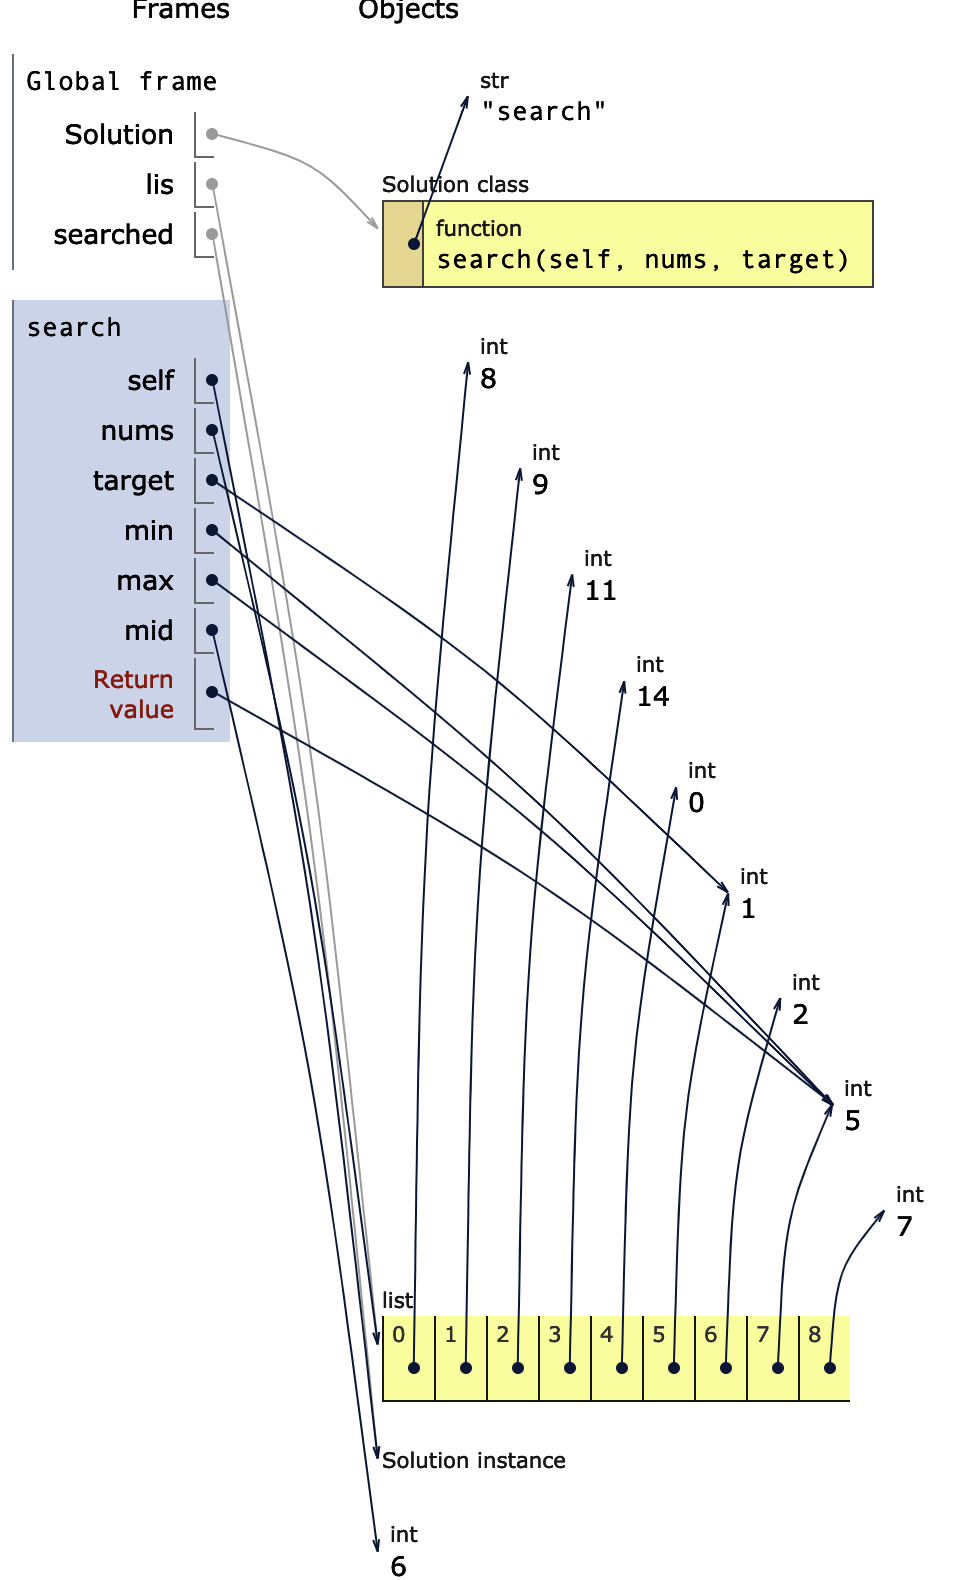 Frames
Objects
Global frame
Solution
lis
searched
str
"search"
Solution class
function
search(self, nums, target)
search
self
nums
target
min
max
mid
Return
value
int
8
int
9
int
11
int
14
int
0
int
1
int
2
int
5
int
7
list
0 1 2 3 4 5 6 7 8
Solution instance
int
6